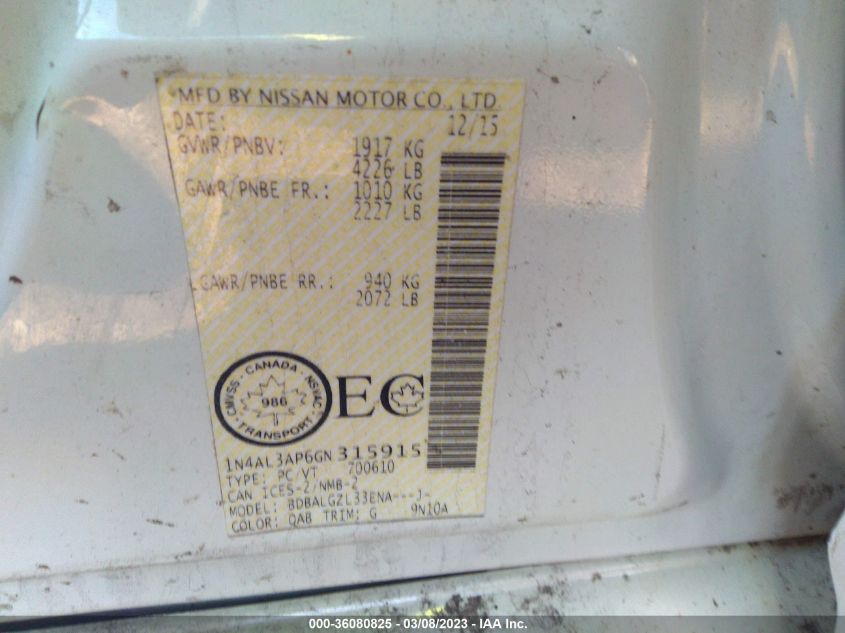 MFD BY NISSAN MOTOR CO., LTD.
DATE: 12/15
GVWR/PNBV: 1917 KG
4226 LB
GAWR/PNBE FR.: 1010 KG
2227 LB
GAWR/PNBE RR.: 940 KG
2072 LB
CMVSS - CANADA - NSVAC
986
TRANSPORT
EC
1N4AL3AP6GN315915
TYPE: PC/VT 700610
CAN ICES-2/NMB-2
MODEL: BDBALGZL33ENA---J-
COLOR: QAB TRIM: G 9N10A
000-36080825 - 03/08/2023 - IAA Inc.